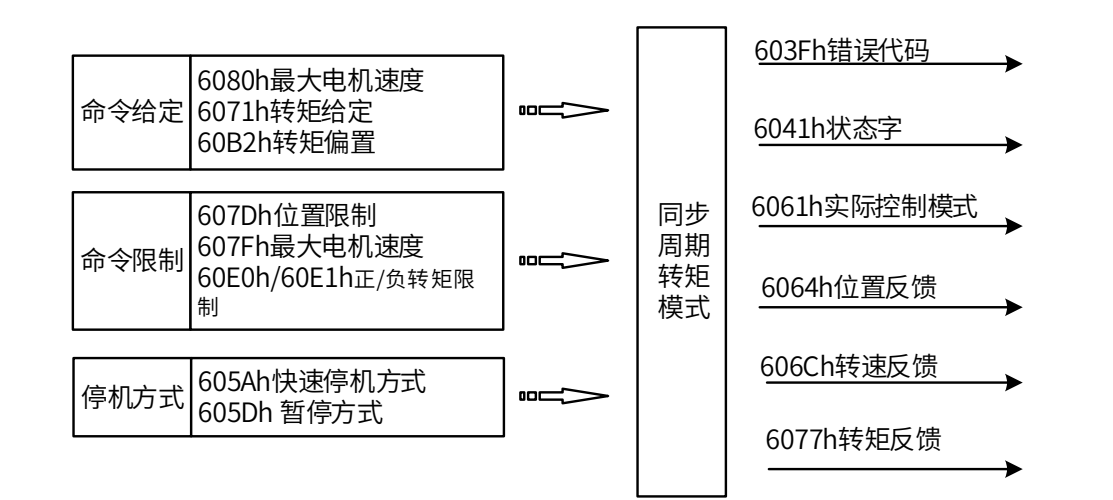 命令给定
6080h最大电机速度
6071h转矩给定
60B2h转矩偏置
命令限制
607Dh位置限制
607Fh最大电机速度
60E0h/60E1h正/负转矩限
制
停机方式
605Ah快速停机方式
605Dh 暂停方式
同步
周期
转矩
模式
603Fh错误代码
6041h状态字
6061h实际控制模式
6064h位置反馈
606Ch转速反馈
6077h转矩反馈